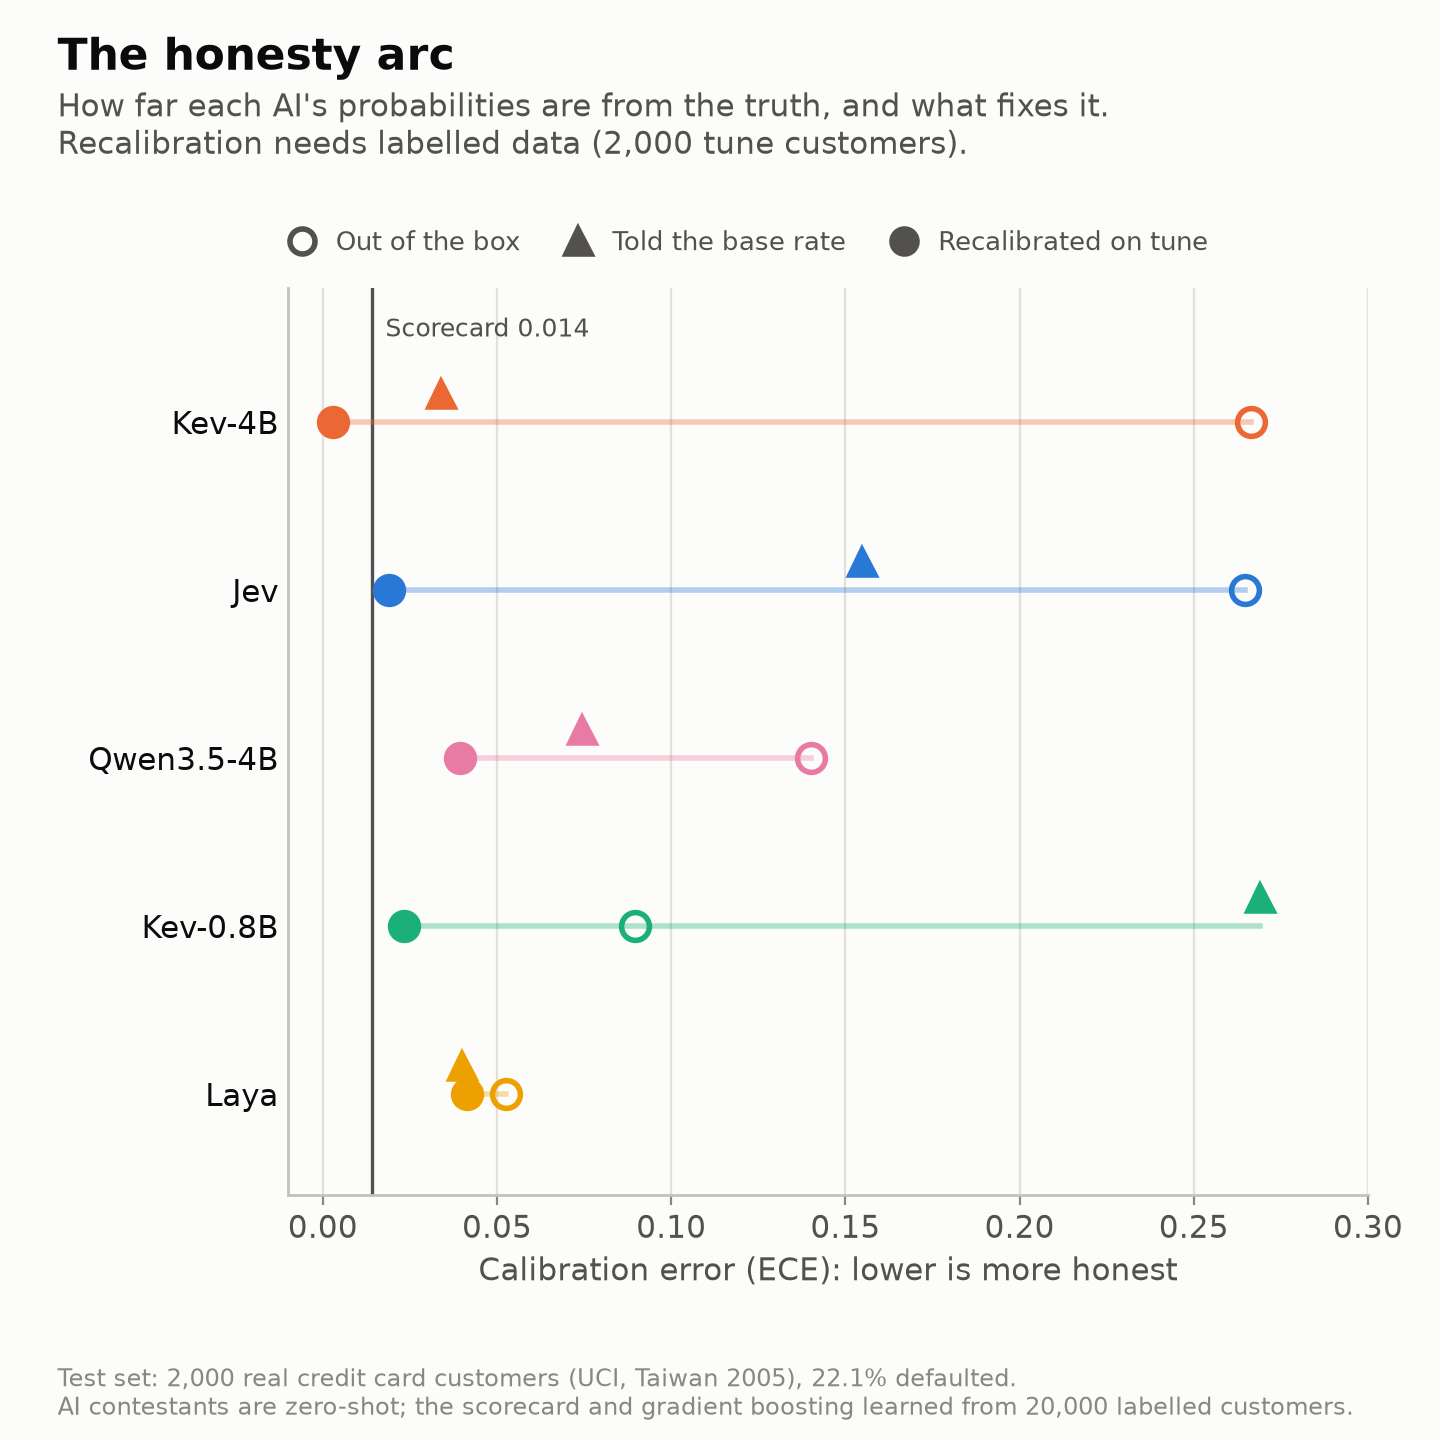 The honesty arc
How far each AI's probabilities are from the truth, and what fixes it.
Recalibration needs labelled data (2,000 tune customers).
Out of the box
Told the base rate
Recalibrated on tune
Scorecard 0.014
Kev-4B
Jev
Qwen3.5-4B
Kev-0.8B
Laya
0.00 0.05 0.10 0.15 0.20 0.25 0.30
Calibration error (ECE): lower is more honest
Test set: 2,000 real credit card customers (UCI, Taiwan 2005), 22.1% defaulted.
AI contestants are zero-shot; the scorecard and gradient boosting learned from 20,000 labelled customers.